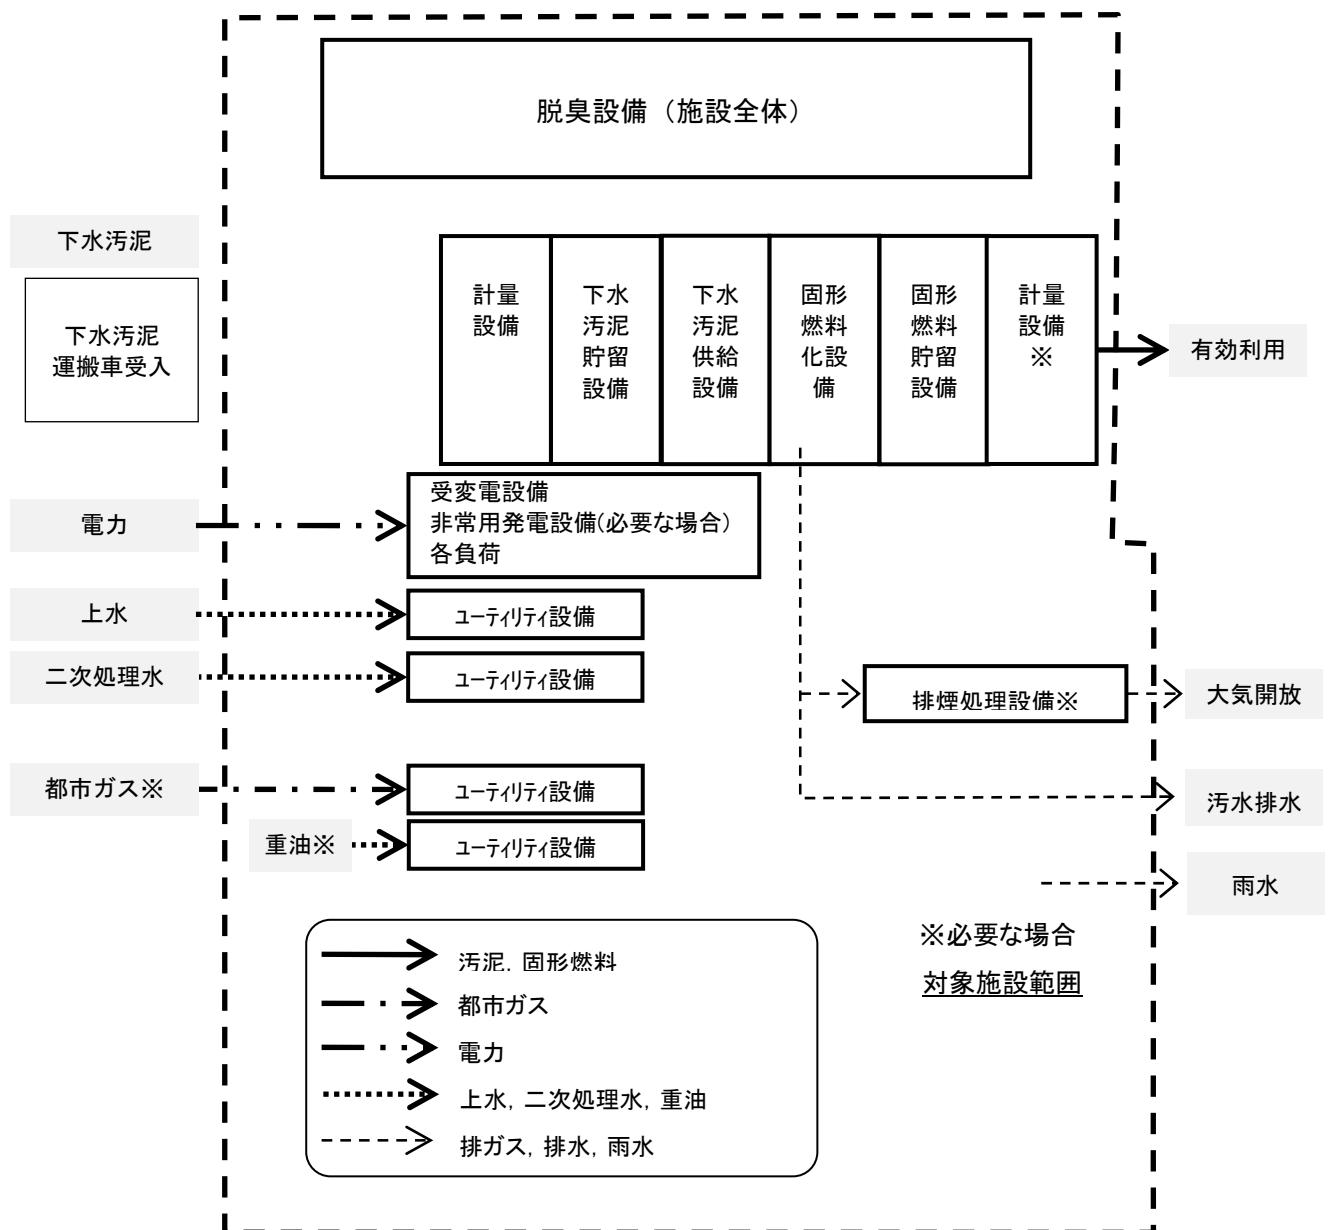 脱臭設備（施設全体）
下水汚泥
下水汚泥
運搬車受入
計量
設備
下水
汚泥
貯留
設備
下水
汚泥
供給
設備
固形
燃料
化設
備
固形
燃料
貯留
設備
計量
設備
※
有効利用
電力
受変電設備
非常用発電設備(必要な場合)
各負荷
上水
ユーティリティ設備
二次処理水
ユーティリティ設備
排煙処理設備※
大気開放
都市ガス※
ユーティリティ設備
汚水排水
重油※
ユーティリティ設備
雨水
※必要な場合
対象施設範囲
汚泥，固形燃料
都市ガス
電力
上水，二次処理水，重油
排ガス，排水，雨水